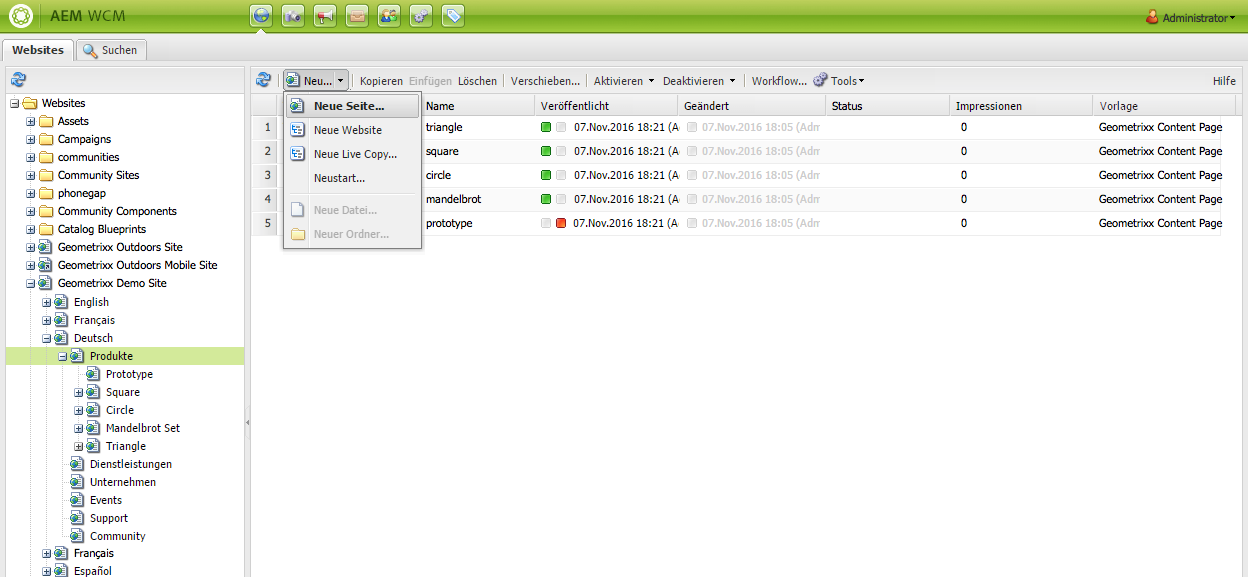 AEM WCM
Administrator
Websites
Suchen
Neu...
Kopieren
Einfügen
Löschen
Verschieben...
Aktivieren
Deaktivieren
Workflow...
Tools
Hilfe
Neue Seite...
Neue Website
Neue Live Copy...
Neustart...
Neue Datei...
Neuer Ordner...
Websites
Assets
Campaigns
communities
Community Sites
phonegap
Community Components
Catalog Blueprints
Geometrixx Outdoors Site
Geometrixx Outdoors Mobile Site
Geometrixx Demo Site
English
Français
Deutsch
Produkte
Prototype
Square
Circle
Mandelbrot Set
Triangle
Dienstleistungen
Unternehmen
Events
Support
Community
Français
Español
Name Veröffentlicht Geändert Status Impressionen Vorlage
1 triangle 07.Nov.2016 18:21 (A 07.Nov.2016 18:05 (Adm 0 Geometrixx Content Page
2 square 07.Nov.2016 18:21 (A 07.Nov.2016 18:05 (Adm 0 Geometrixx Content Page
3 circle 07.Nov.2016 18:21 (A 07.Nov.2016 18:05 (Adm 0 Geometrixx Content Page
4 mandelbrot 07.Nov.2016 18:21 (A 07.Nov.2016 18:05 (Adm 0 Geometrixx Content Page
5 prototype 07.Nov.2016 18:21 (A 07.Nov.2016 18:05 (Adm 0 Geometrixx Content Page